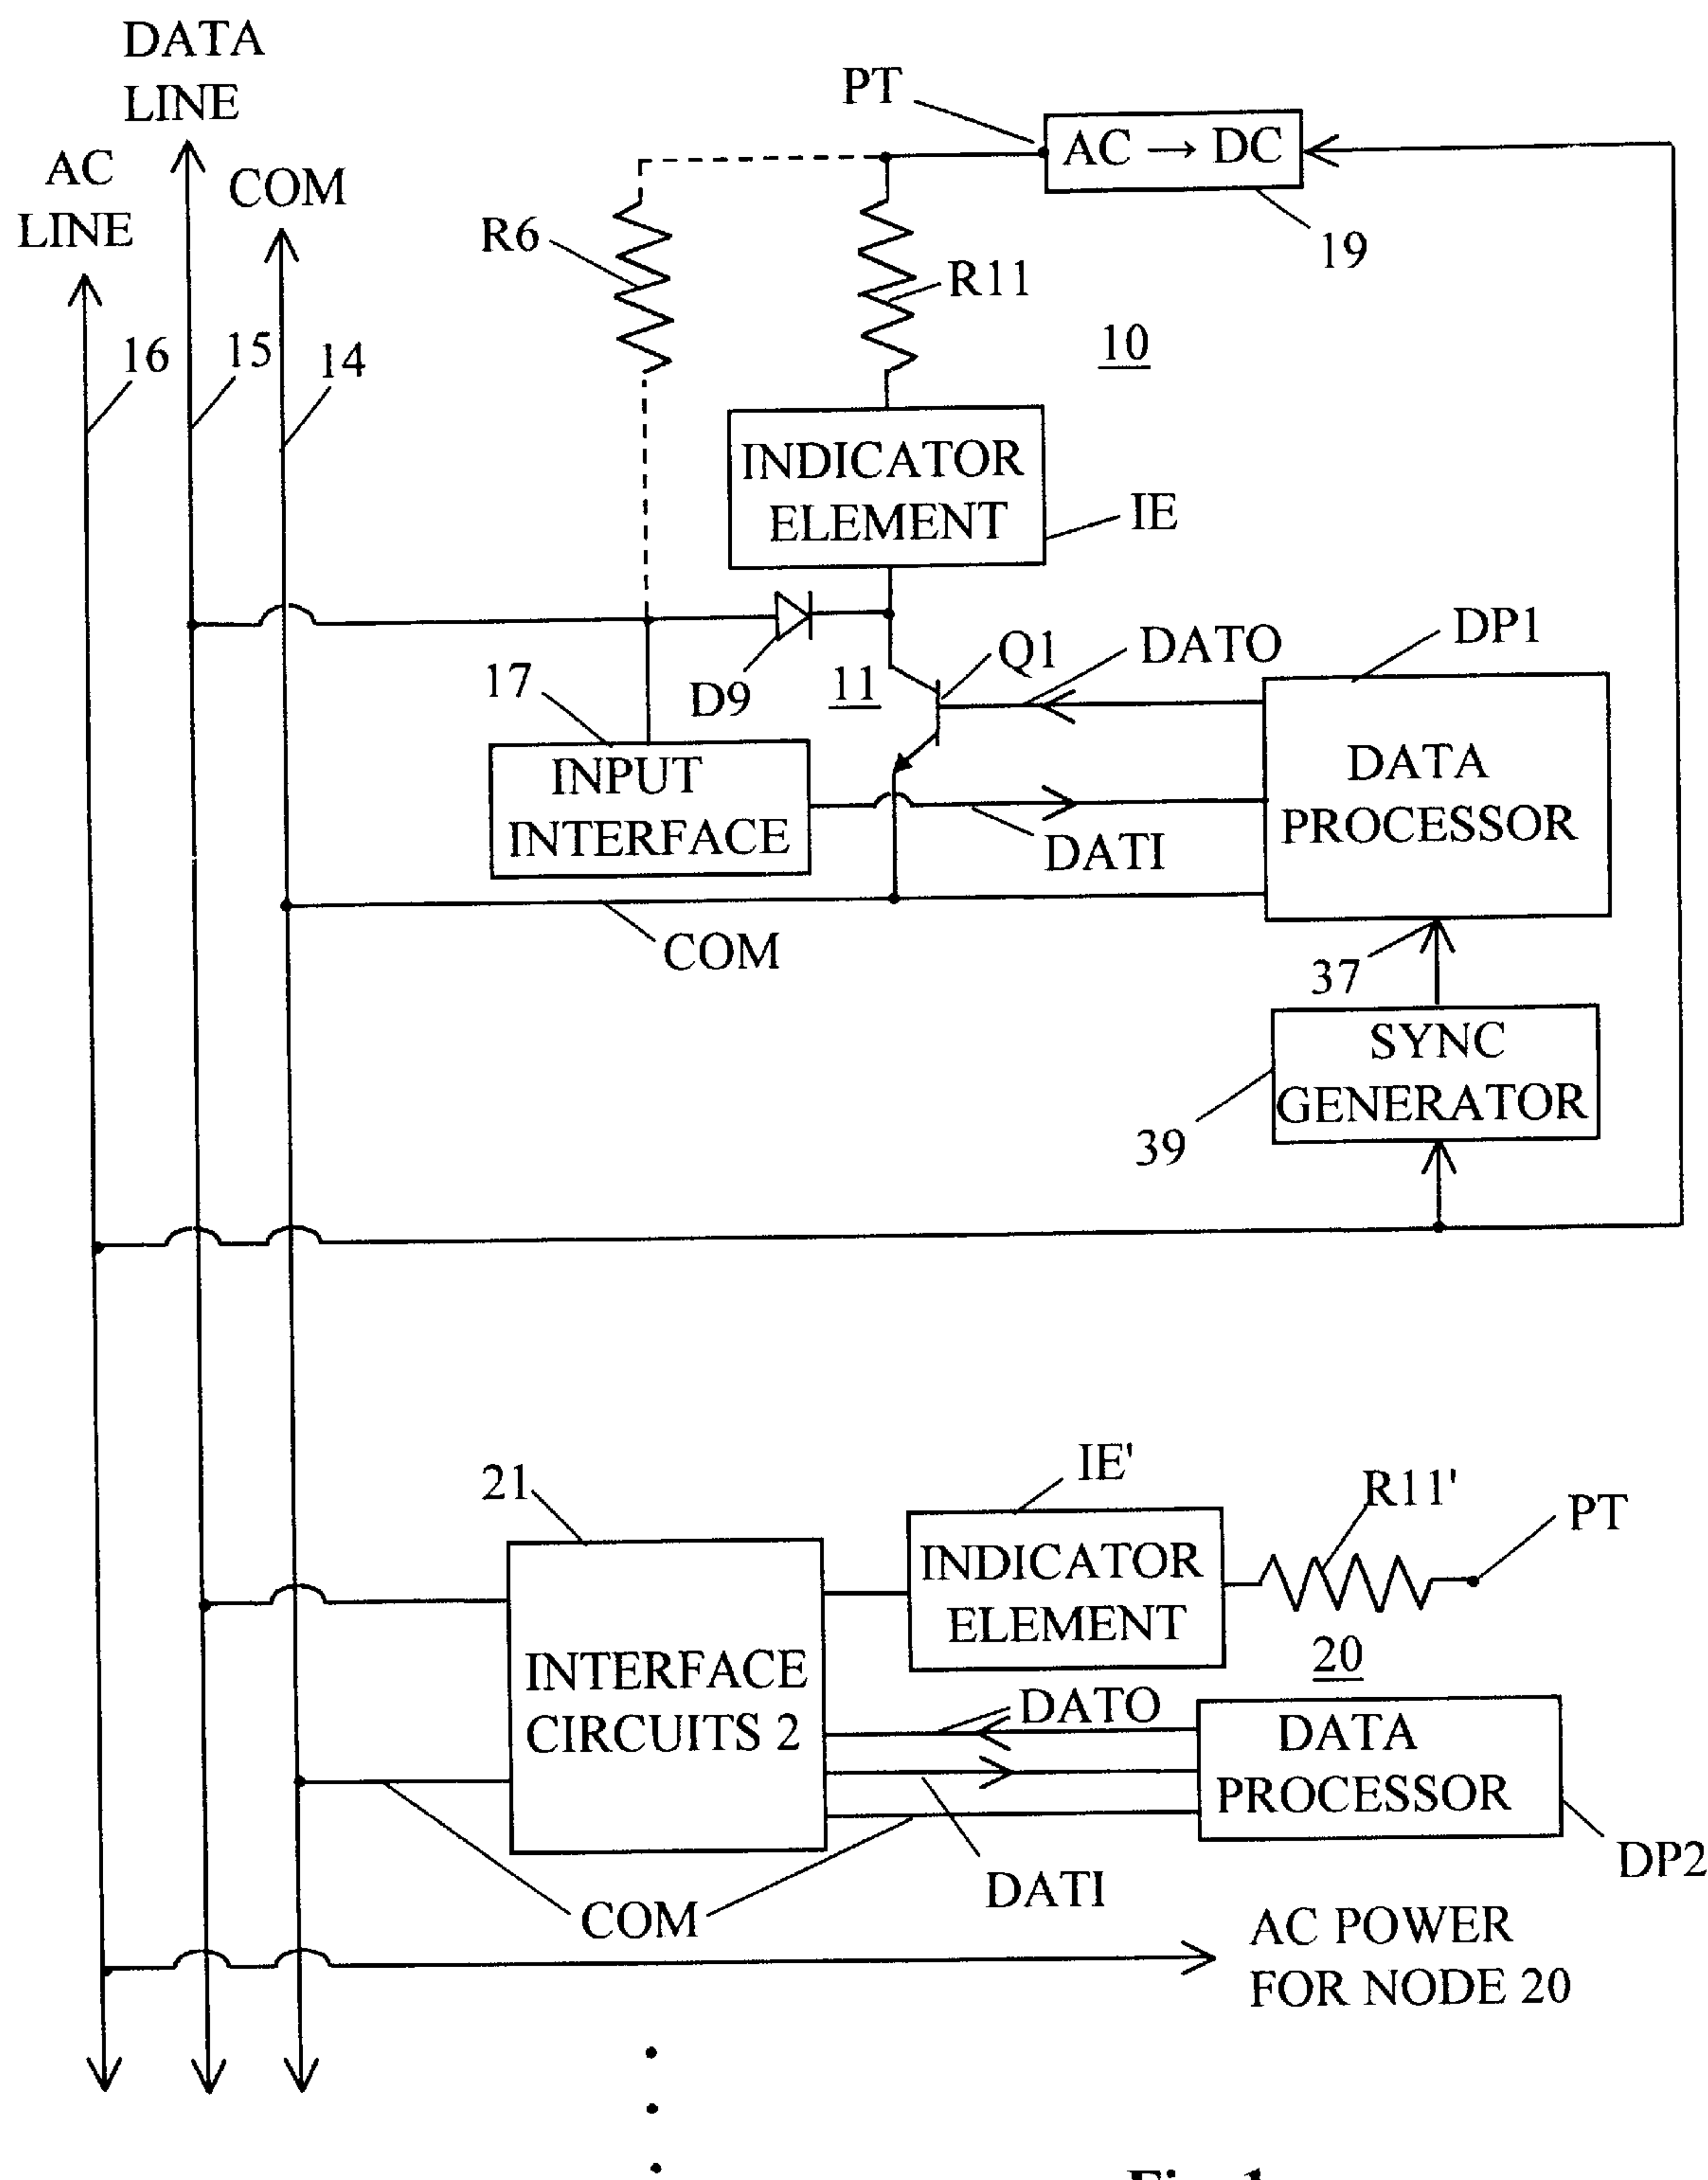 DATA
LINE
AC
LINE
COM
PT
AC → DC
19
R6
R11
10
16
15
14
INDICATOR
ELEMENT
IE
D9
11
Q1
DATO
DP1
17
INPUT
INTERFACE
DATI
DATA
PROCESSOR
COM
37
SYNC
GENERATOR
39
21
IE'
R11'
PT
INDICATOR
ELEMENT
20
INTERFACE
CIRCUITS 2
DATO
DATA
PROCESSOR
DP2
DATI
COM
AC POWER
FOR NODE 20